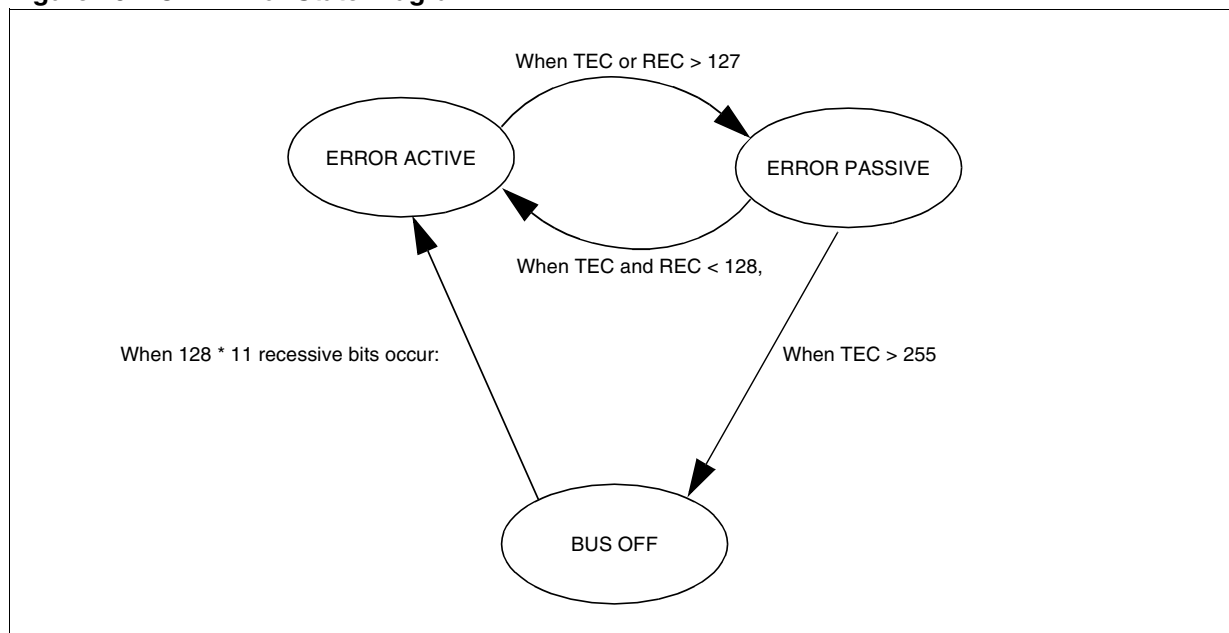 When TEC or REC > 127
ERROR ACTIVE
ERROR PASSIVE
When TEC and REC < 128,
When 128 * 11 recessive bits occur:
When TEC > 255
BUS OFF